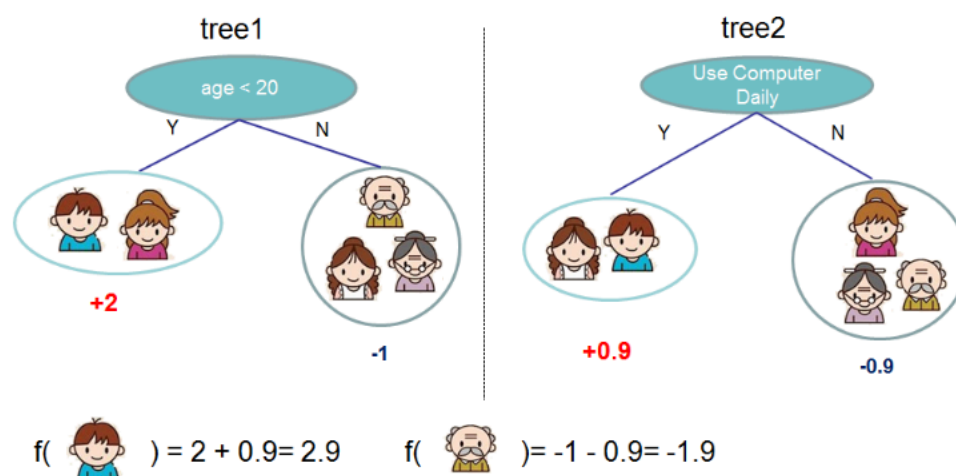 tree1
tree2
age < 20
Use Computer
Daily
Y
N
Y
N
+2
-1
+0.9
-0.9
f( ) = 2 + 0.9= 2.9
f( )= -1 - 0.9= -1.9